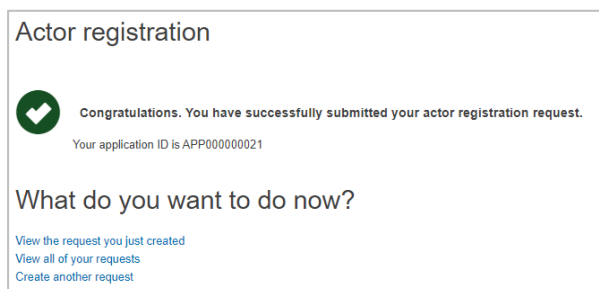 Actor registration
Congratulations. You have successfully submitted your actor registration request.
Your application ID is APP000000021
What do you want to do now?
View the request you just created
View all of your requests
Create another request